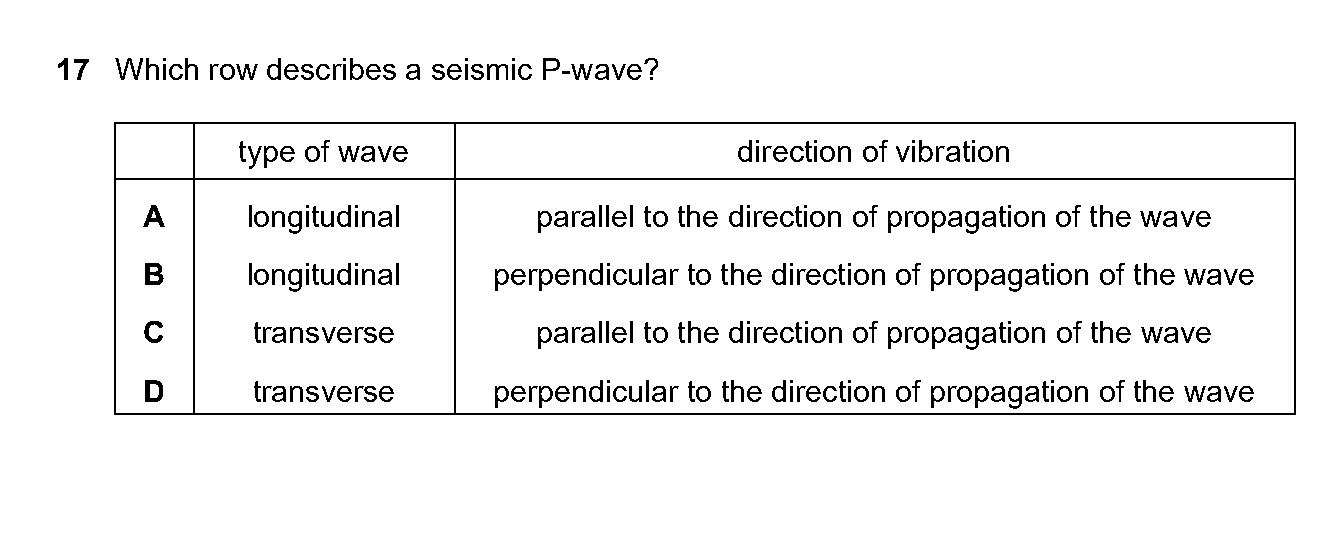 17 Which row describes a seismic P-wave?
type of wave direction of vibration
A longitudinal parallel to the direction of propagation of the wave
B longitudinal perpendicular to the direction of propagation of the wave
C transverse parallel to the direction of propagation of the wave
D transverse perpendicular to the direction of propagation of the wave